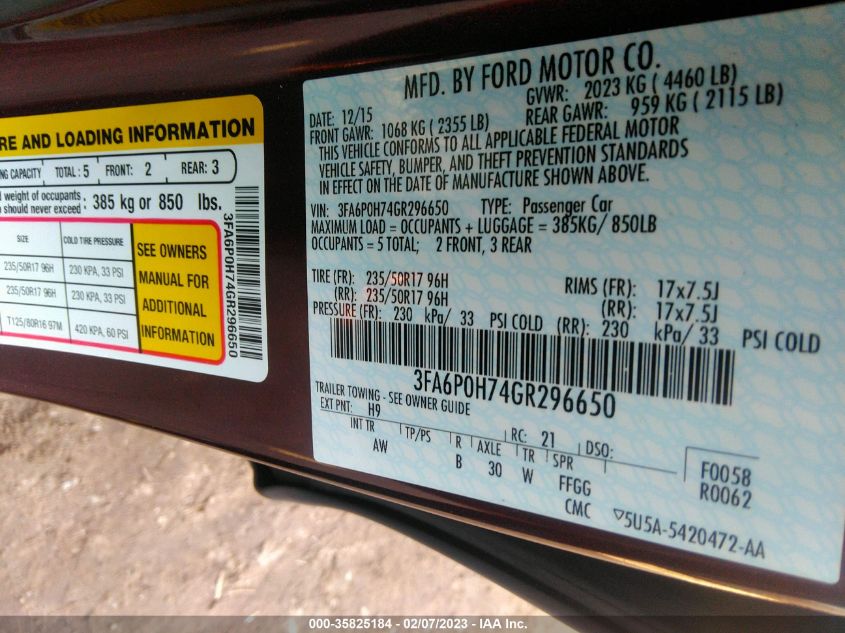 RE AND LOADING INFORMATION
NG CAPACITY TOTAL : 5 FRONT: 2 REAR: 3
weight of occupants : 385 kg or 850 lbs.
should never exceed
SIZE COLD TIRE PRESSURE
235/50R17 96H 230 KPA, 33 PSI
235/50R17 96H 230 KPA, 33 PSI
T125/80R16 97M 420 KPA, 60 PSI
SEE OWNERS
MANUAL FOR
ADDITIONAL
INFORMATION
3FA6P0H74GR296650
MFD. BY FORD MOTOR CO.
DATE: 12/15 GVWR: 2023 KG ( 4460 LB)
FRONT GAWR: 1068 KG ( 2355 LB) REAR GAWR: 959 KG ( 2115 LB)
THIS VEHICLE CONFORMS TO ALL APPLICABLE FEDERAL MOTOR
VEHICLE SAFETY, BUMPER, AND THEFT PREVENTION STANDARDS
IN EFFECT ON THE DATE OF MANUFACTURE SHOWN ABOVE.
VIN: 3FA6P0H74GR296650 TYPE: Passenger Car
MAXIMUM LOAD = OCCUPANTS + LUGGAGE = 385KG/ 850LB
OCCUPANTS = 5 TOTAL; 2 FRONT, 3 REAR
TIRE (FR): 235/50R17 96H RIMS (FR): 17x7.5J
(RR): 235/50R17 96H (RR): 17x7.5J
PRESSURE (FR): 230 kPa/ 33 PSI COLD (RR): 230 kPa/ 33 PSI COLD
3FA6P0H74GR296650
TRAILER TOWING - SEE OWNER GUIDE
EXT PNT: H9 RC: 21 DSO:
INT TR TP/PS R AXLE TR SPR
AW B 30 W FFGG
CMC
F0058
R0062
▽5U5A-5420472-AA
000-35825184 - 02/07/2023 - IAA Inc.